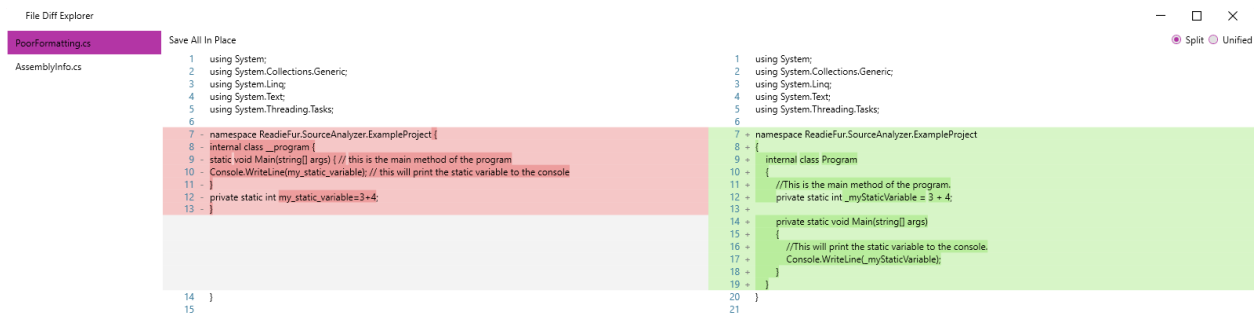 File Diff Explorer
PoorFormatting.cs
AssemblyInfo.cs
Save All In Place
Split
Unified
1 using System;
2 using System.Collections.Generic;
3 using System.Linq;
4 using System.Text;
5 using System.Threading.Tasks;
6
7 - namespace ReadieFur.SourceAnalyzer.ExampleProject {
8 - internal class __program {
9 - static void Main(string[] args) { // this is the main method of the program
10 - Console.WriteLine(my_static_variable); // this will print the static variable to the console
11 - }
12 - private static int my_static_variable=3+4;
13 - }
14 }
15
1 using System;
2 using System.Collections.Generic;
3 using System.Linq;
4 using System.Text;
5 using System.Threading.Tasks;
6
7 + namespace ReadieFur.SourceAnalyzer.ExampleProject
8 + {
9 + internal class Program
10 + {
11 + //This is the main method of the program.
12 + private static int _myStaticVariable = 3 + 4;
13 +
14 + private static void Main(string[] args)
15 + {
16 + //This will print the static variable to the console.
17 + Console.WriteLine(_myStaticVariable);
18 + }
19 + }
20 }
21